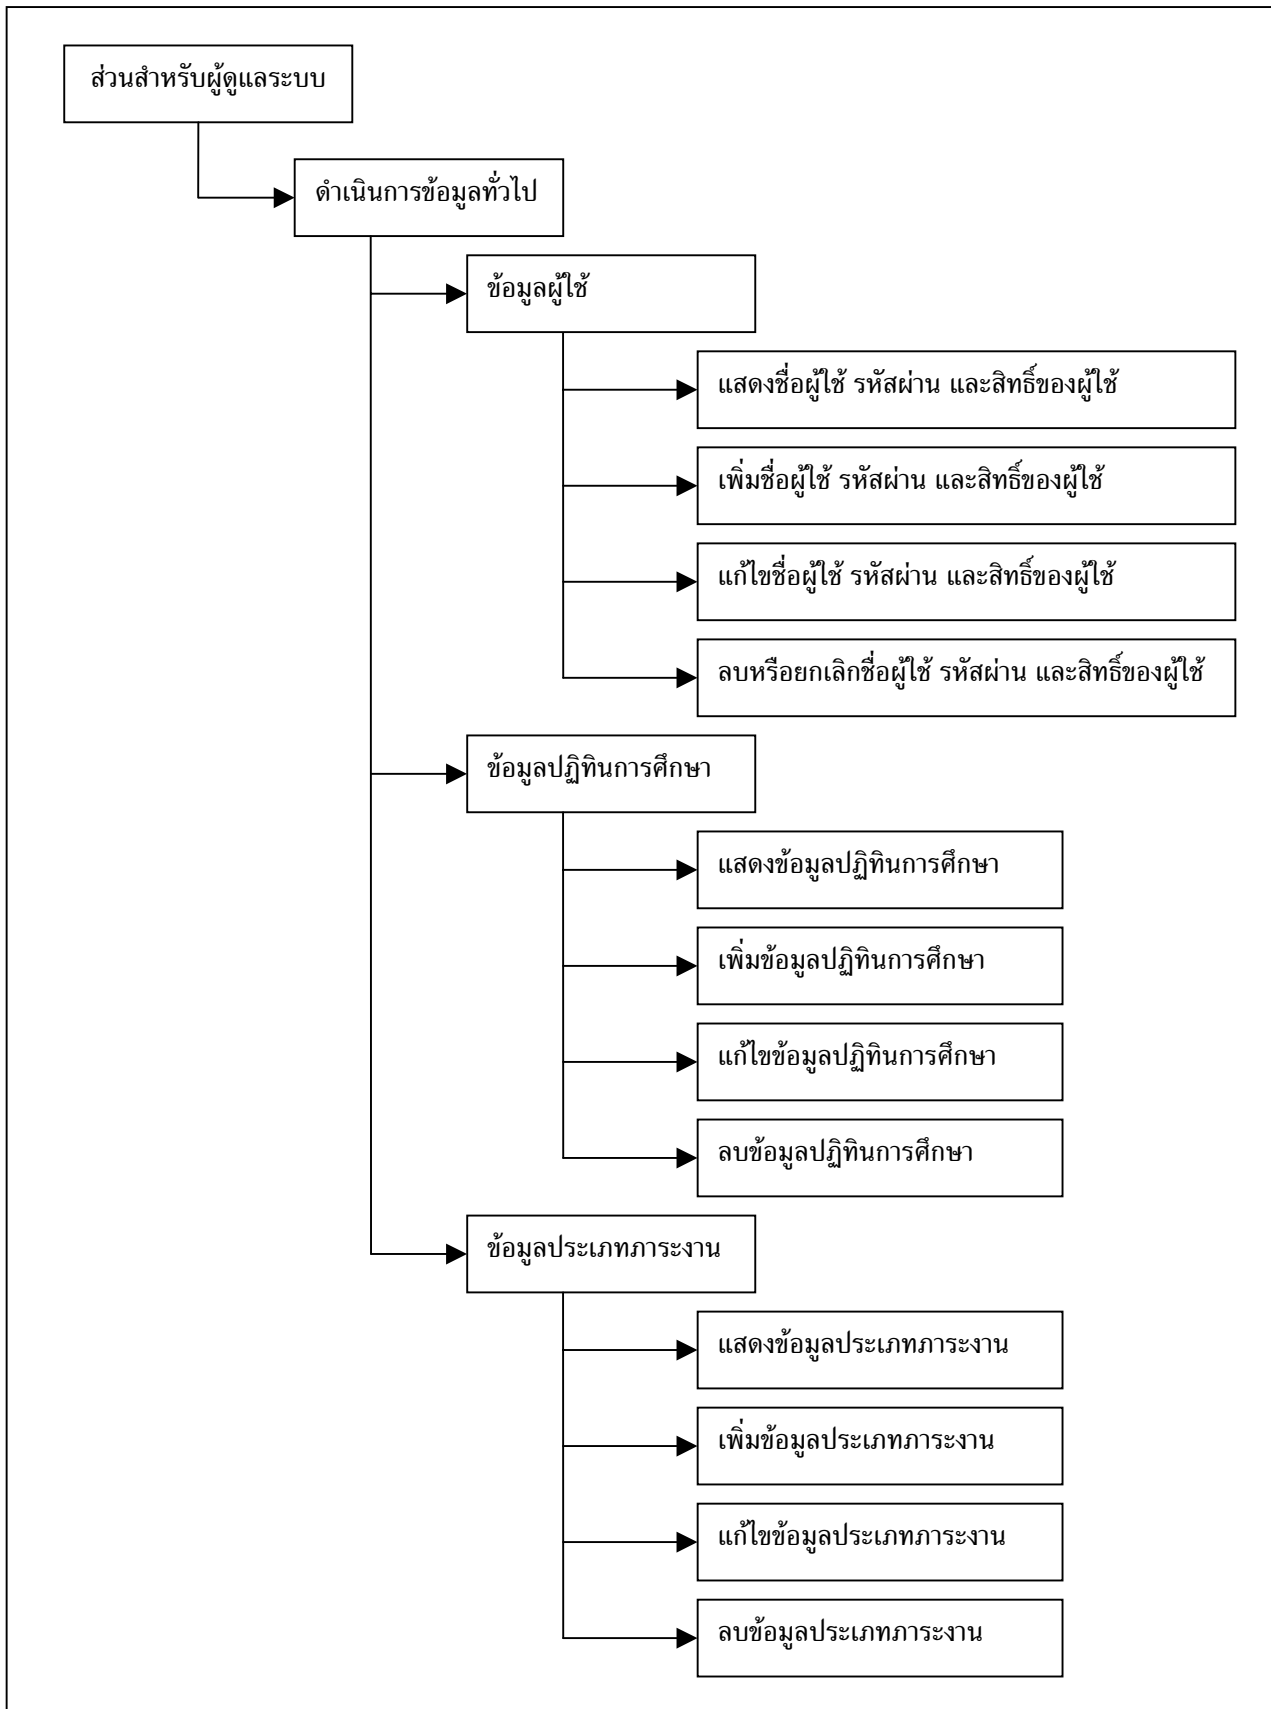 ส่วนสำหรับผู้ดูแลระบบ
ดำเนินการข้อมูลทั่วไป
ข้อมูลผู้ใช้
แสดงชื่อผู้ใช้ รหัสผ่าน และสิทธิ์ของผู้ใช้
เพิ่มชื่อผู้ใช้ รหัสผ่าน และสิทธิ์ของผู้ใช้
แก้ไขชื่อผู้ใช้ รหัสผ่าน และสิทธิ์ของผู้ใช้
ลบหรือยกเลิกชื่อผู้ใช้ รหัสผ่าน และสิทธิ์ของผู้ใช้
ข้อมูลปฏิทินการศึกษา
แสดงข้อมูลปฏิทินการศึกษา
เพิ่มข้อมูลปฏิทินการศึกษา
แก้ไขข้อมูลปฏิทินการศึกษา
ลบข้อมูลปฏิทินการศึกษา
ข้อมูลประเภทภาระงาน
แสดงข้อมูลประเภทภาระงาน
เพิ่มข้อมูลประเภทภาระงาน
แก้ไขข้อมูลประเภทภาระงาน
ลบข้อมูลประเภทภาระงาน